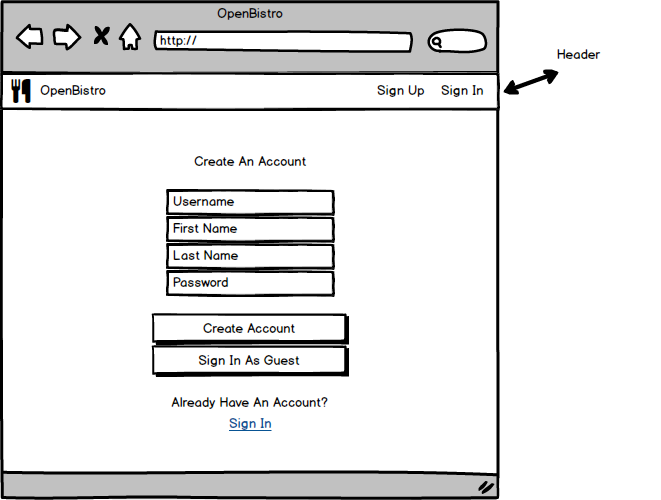 OpenBistro
http://
Header
OpenBistro Sign Up Sign In
Create An Account
Username
First Name
Last Name
Password
Create Account
Sign In As Guest
Already Have An Account?
Sign In